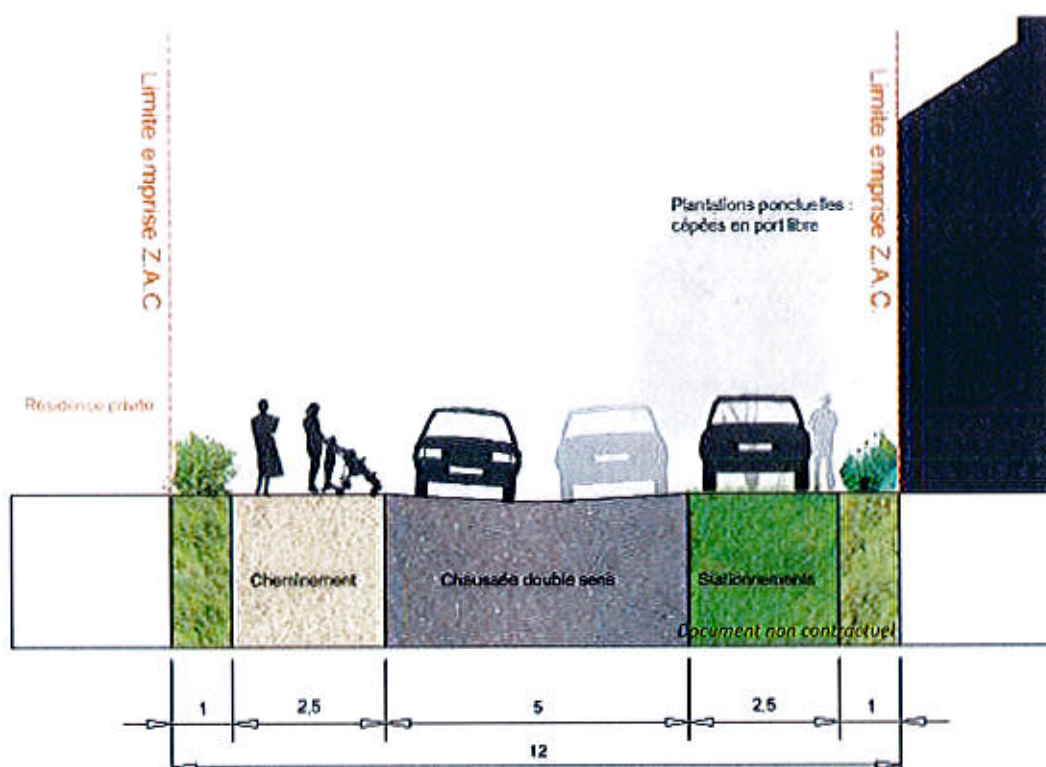 Limite emprise Z.A.C
Limite emprise Z.A.C.
Plantations ponctuelles :
cépées en port libre
Résidence privée
Cheminement
Chaussée double sens
Stationnements
Document non contractuel
1
2,5
5
2,5
1
12